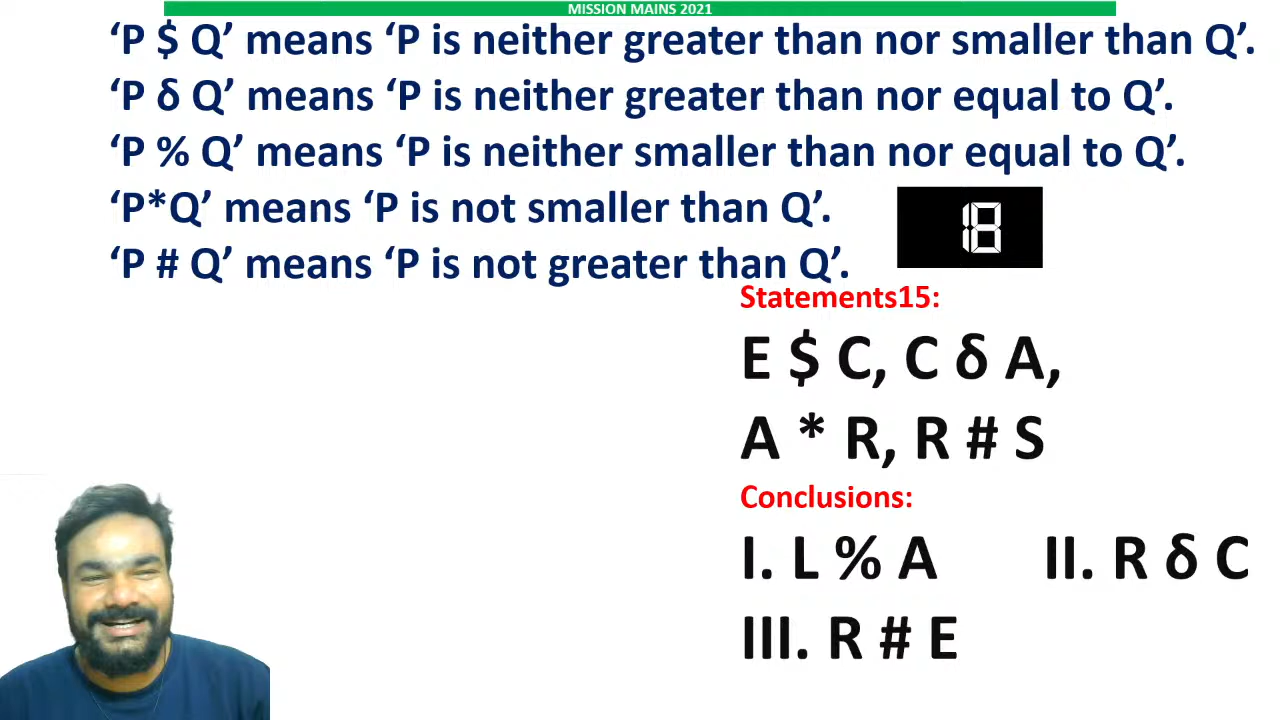 MISSION MAINS 2021
‘P $ Q’ means ‘P is neither greater than nor smaller than Q’.
‘P δ Q’ means ‘P is neither greater than nor equal to Q’.
‘P % Q’ means ‘P is neither smaller than nor equal to Q’.
‘P*Q’ means ‘P is not smaller than Q’.
‘P # Q’ means ‘P is not greater than Q’.
18
Statements15:
E $ C, C δ A,
A * R, R # S
Conclusions:
I. L % A II. R δ C
III. R # E